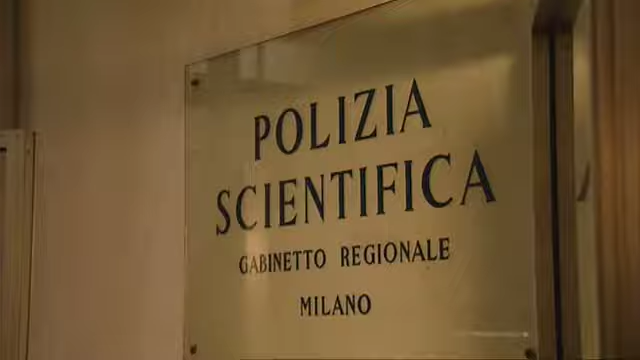 POLIZIA
SCIENTIFICA
GABINETTO REGIONALE
MILANO